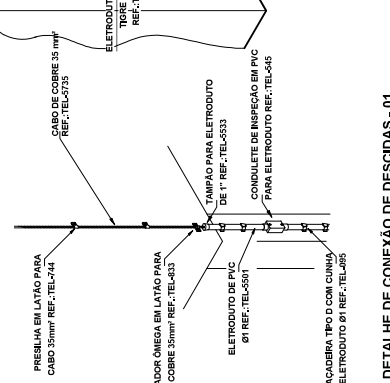 ELETRODUT
TIGRE
REF.:T
CABO DE COBRE 35 mm²
REF.:TEL-5735
TAMPÃO PARA ELETRODUTO
DE 1" REF.:TEL-5533
CONDULETE DE INSPEÇÃO EM PVC
PARA ELETRODUTO REF.:TEL-545
PRESILHA EM LATÃO PARA
CABO 35mm² REF.:TEL-744
ADOR ÔMEGA EM LATÃO PARA
COBRE 35mm² REF.:TEL-833
ELETRODUTO DE PVC
Ø1 REF.:TEL-5501
AÇADEIRA TIPO D COM CUNHA
ELETRODUTO Ø1 REF.:TEL-095
DETALHE DE CONEXÃO DE DESCIDAS - 01